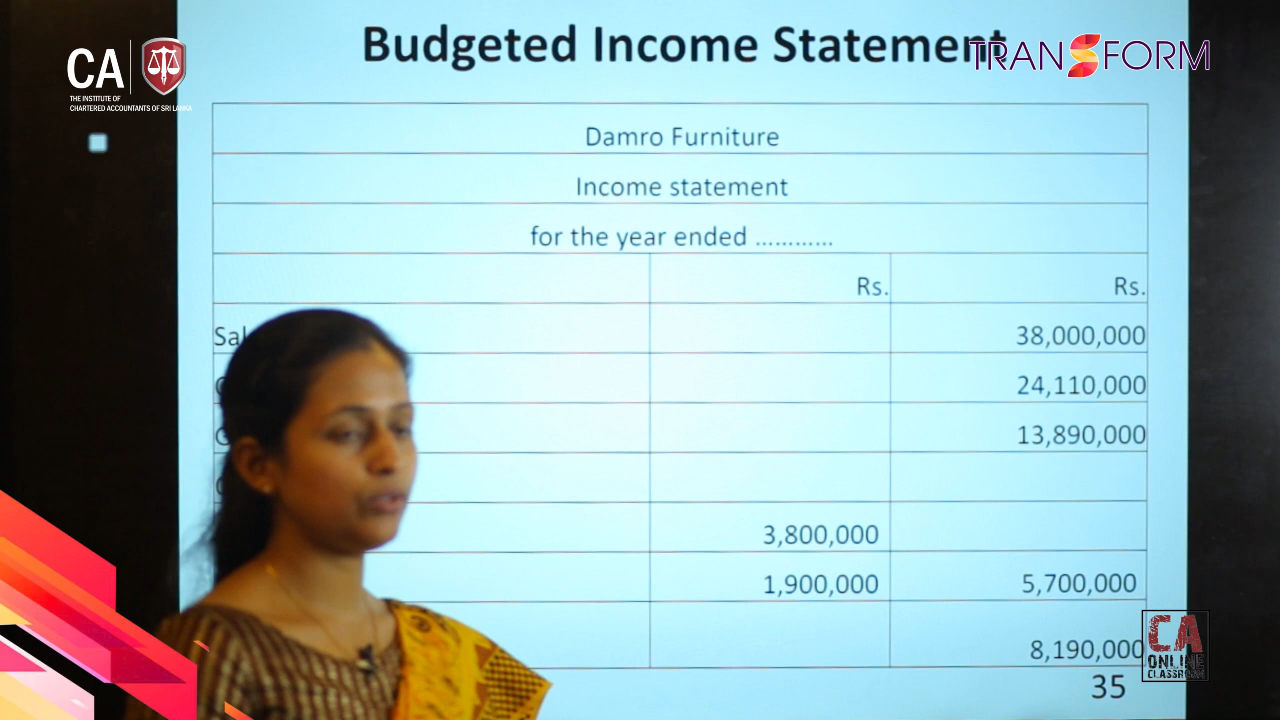 Budgeted Income Statement
TRANSFORM
CA
THE INSTITUTE OF
CHARTERED ACCOUNTANTS OF SRI LANKA
Damro Furniture
Income statement
for the year ended …………
Rs. Rs.
38,000,000
24,110,000
13,890,000
3,800,000
1,900,000 5,700,000
8,190,000
35
CA
ONLINE
CLASSROOM